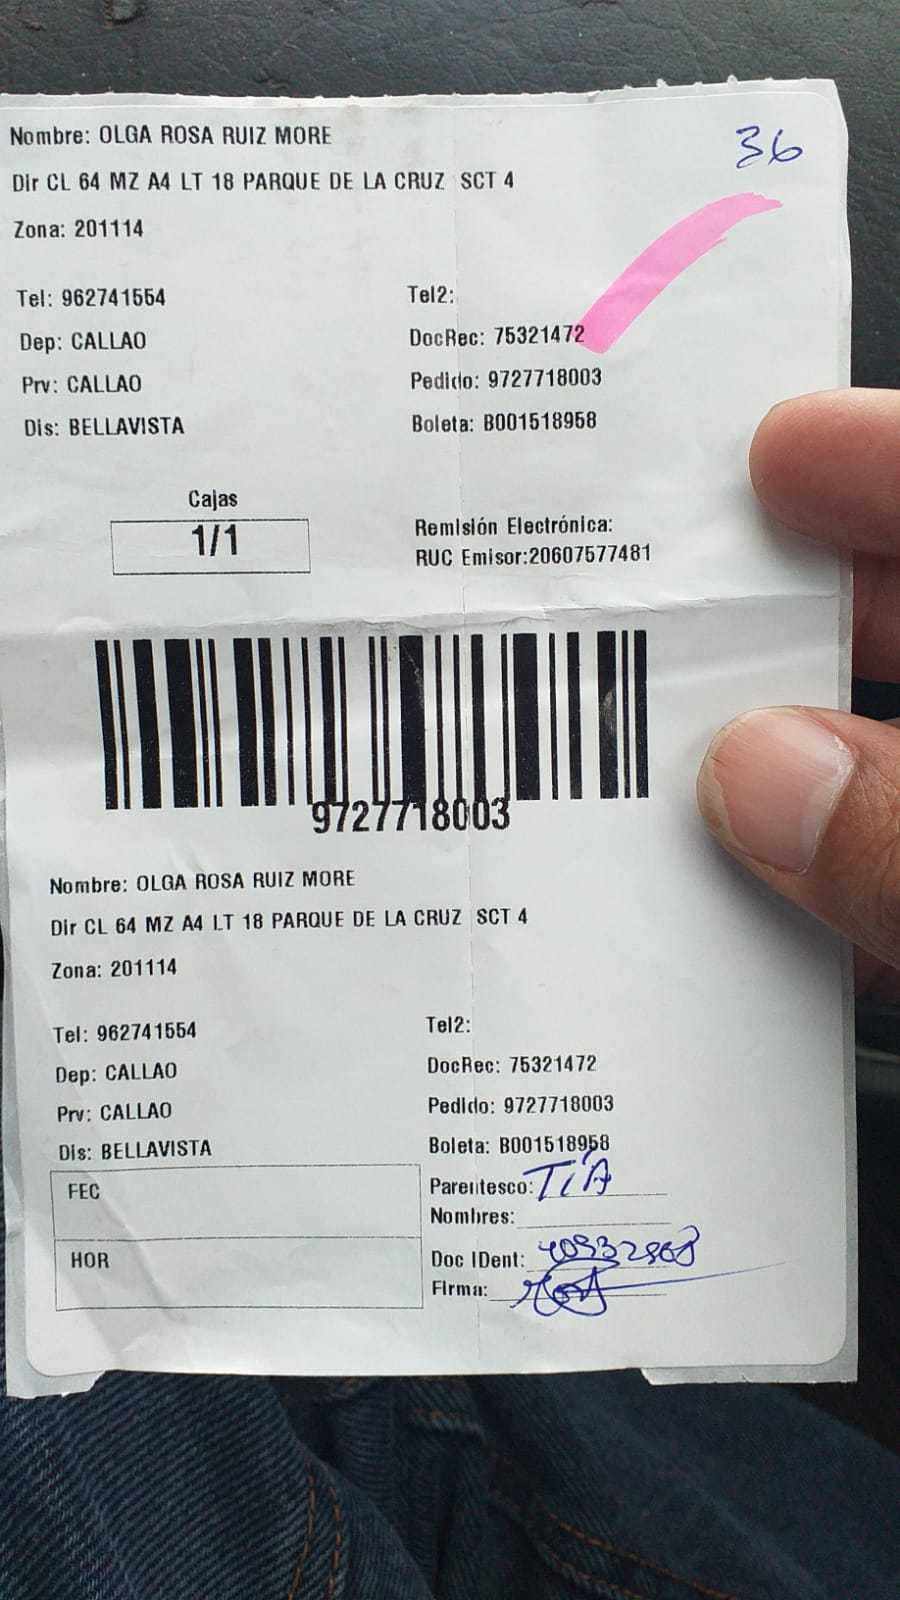 36
Nombre: OLGA ROSA RUIZ MORE
Dir CL 64 MZ A4 LT 18 PARQUE DE LA CRUZ SCT 4
Zona: 201114
Tel: 962741554 Tel2:
Dep: CALLAO DocRec: 75321472
Prv: CALLAO Pedido: 9727718003
Dis: BELLAVISTA Boleta: B001518958
Cajas
1/1
Remisión Electrónica:
RUC Emisor:20607577481
9727718003
Nombre: OLGA ROSA RUIZ MORE
Dir CL 64 MZ A4 LT 18 PARQUE DE LA CRUZ SCT 4
Zona: 201114
Tel: 962741554 Tel2:
Dep: CALLAO DocRec: 75321472
Prv: CALLAO Pedido: 9727718003
Dis: BELLAVISTA Boleta: B001518958
FEC
HOR
Parentesco: TíA
Nombres:
Doc IDent:
Firma: